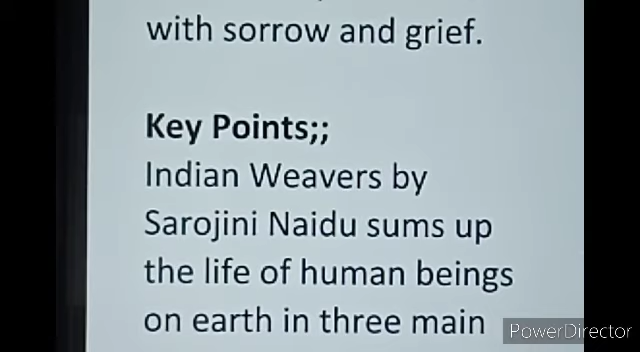 with sorrow and grief.
Key Points;;
Indian Weavers by
Sarojini Naidu sums up
the life of human beings
on earth in three main
PowerDirector